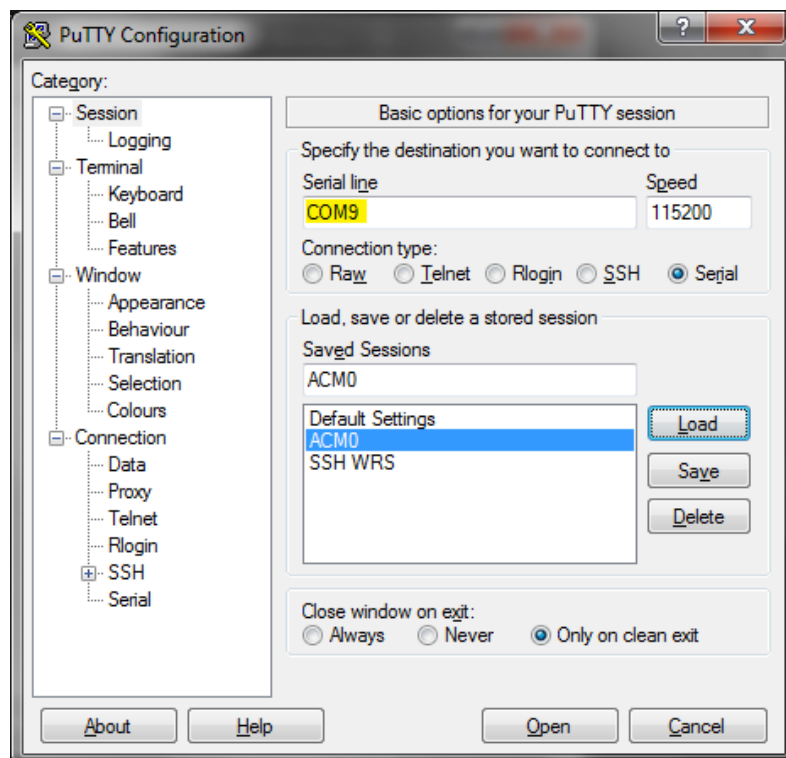 PuTTY Configuration
Category:
Session
Logging
Terminal
Keyboard
Bell
Features
Window
Appearance
Behaviour
Translation
Selection
Colours
Connection
Data
Proxy
Telnet
Rlogin
SSH
Serial
Basic options for your PuTTY session
Specify the destination you want to connect to
Serial line Speed
COM9 115200
Connection type:
Raw Telnet Rlogin SSH Serial
Load, save or delete a stored session
Saved Sessions
ACM0
Default Settings
ACM0
SSH WRS
Load
Save
Delete
Close window on exit:
Always Never Only on clean exit
About Help Open Cancel